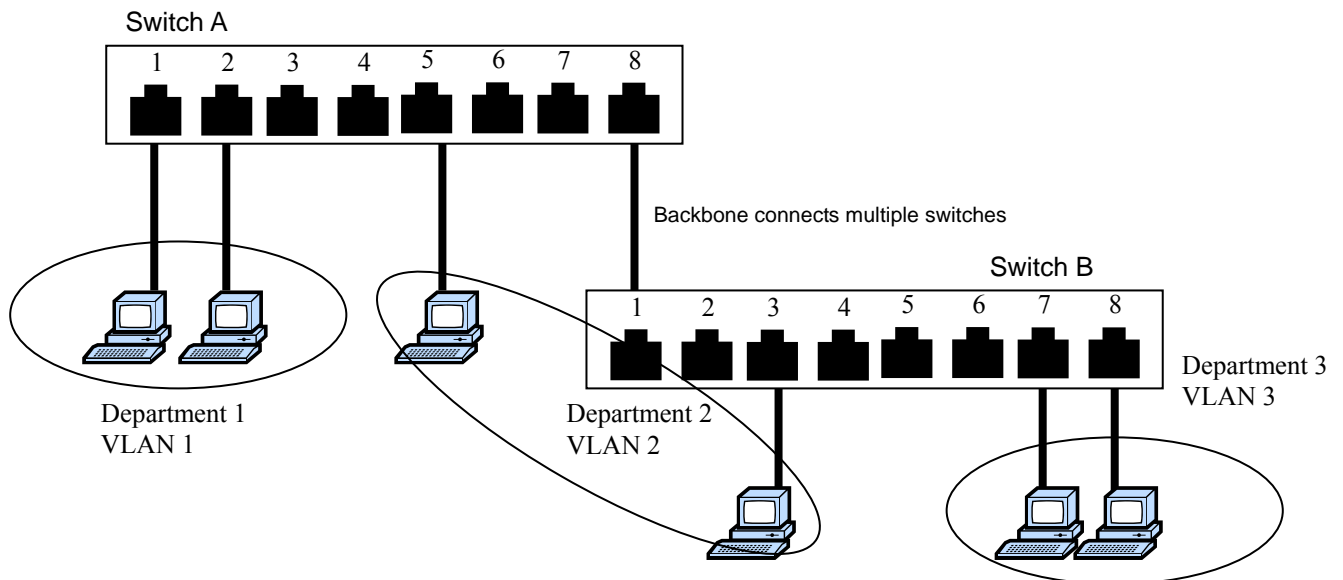 Switch A
1 2 3 4 5 6 7 8
Backbone connects multiple switches
Switch B
1 2 3 4 5 6 7 8
Department 1
VLAN 1
Department 2
VLAN 2
Department 3
VLAN 3